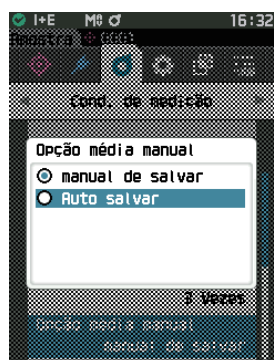 I+E M0 16:32
Amostra 0001
Cond. de medição
Opção média manual
manual de salvar
Auto salvar
3 Vezes
Opção média manual
manual de salvar